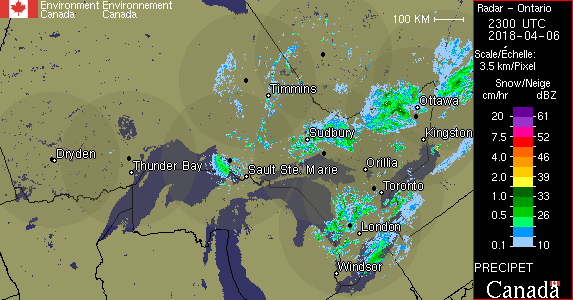 Environment Environnement
Canada Canada
100 KM
Timmins
Ottawa
Sudbury
Kingston
Dryden
Thunder Bay
Sault Ste. Marie
Orillia
Toronto
London
Windsor
Radar - Ontario
2300 UTC
2018-04-06
Scale/Échelle:
3.5 km/Pixel
Snow/Neige
cm/hr dBZ
20 61
7.5 57
5.5 52
4.0 46
2.0 39
1.0 33
0.5 26
0.1 10
PRECIPET
Canada